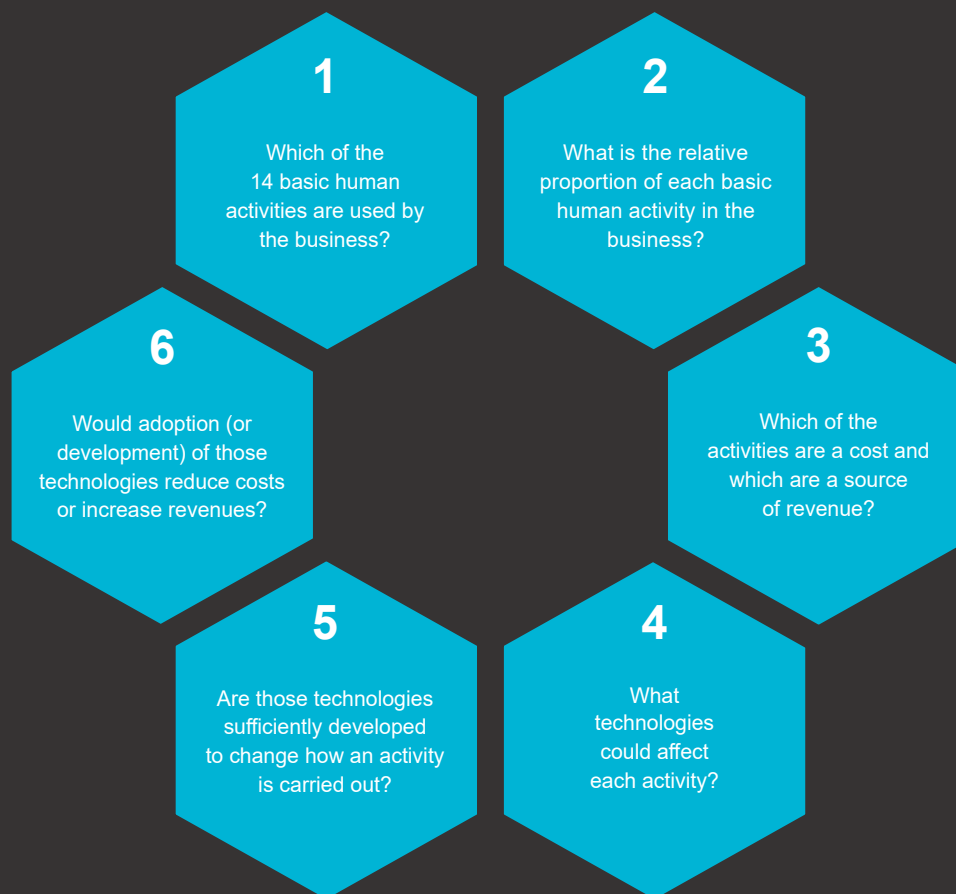 1
Which of the
14 basic human
activities are used by
the business?
2
What is the relative
proportion of each basic
human activity in the
business?
3
Which of the
activities are a cost and
which are a source
of revenue?
4
What
technologies
could affect
each activity?
5
Are those technologies
sufficiently developed
to change how an activity
is carried out?
6
Would adoption (or
development) of those
technologies reduce costs
or increase revenues?